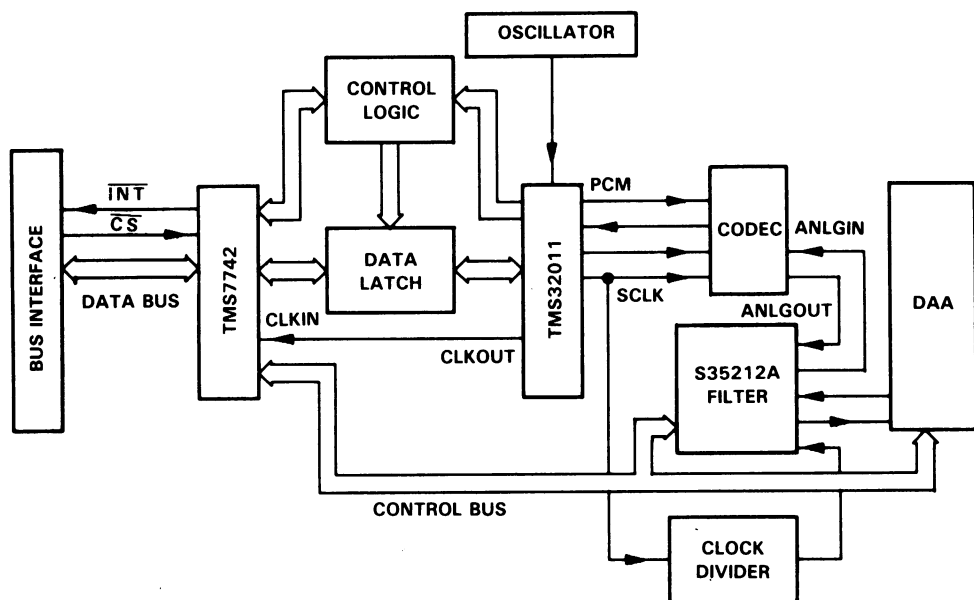 OSCILLATOR
CONTROL
LOGIC
BUS INTERFACE
INT
CS
DATA BUS
TMS7742
DATA
LATCH
CLKIN
CLKOUT
TMS32011
PCM
SCLK
CODEC
ANLGIN
ANLGOUT
S35212A
FILTER
DAA
CONTROL BUS
CLOCK
DIVIDER